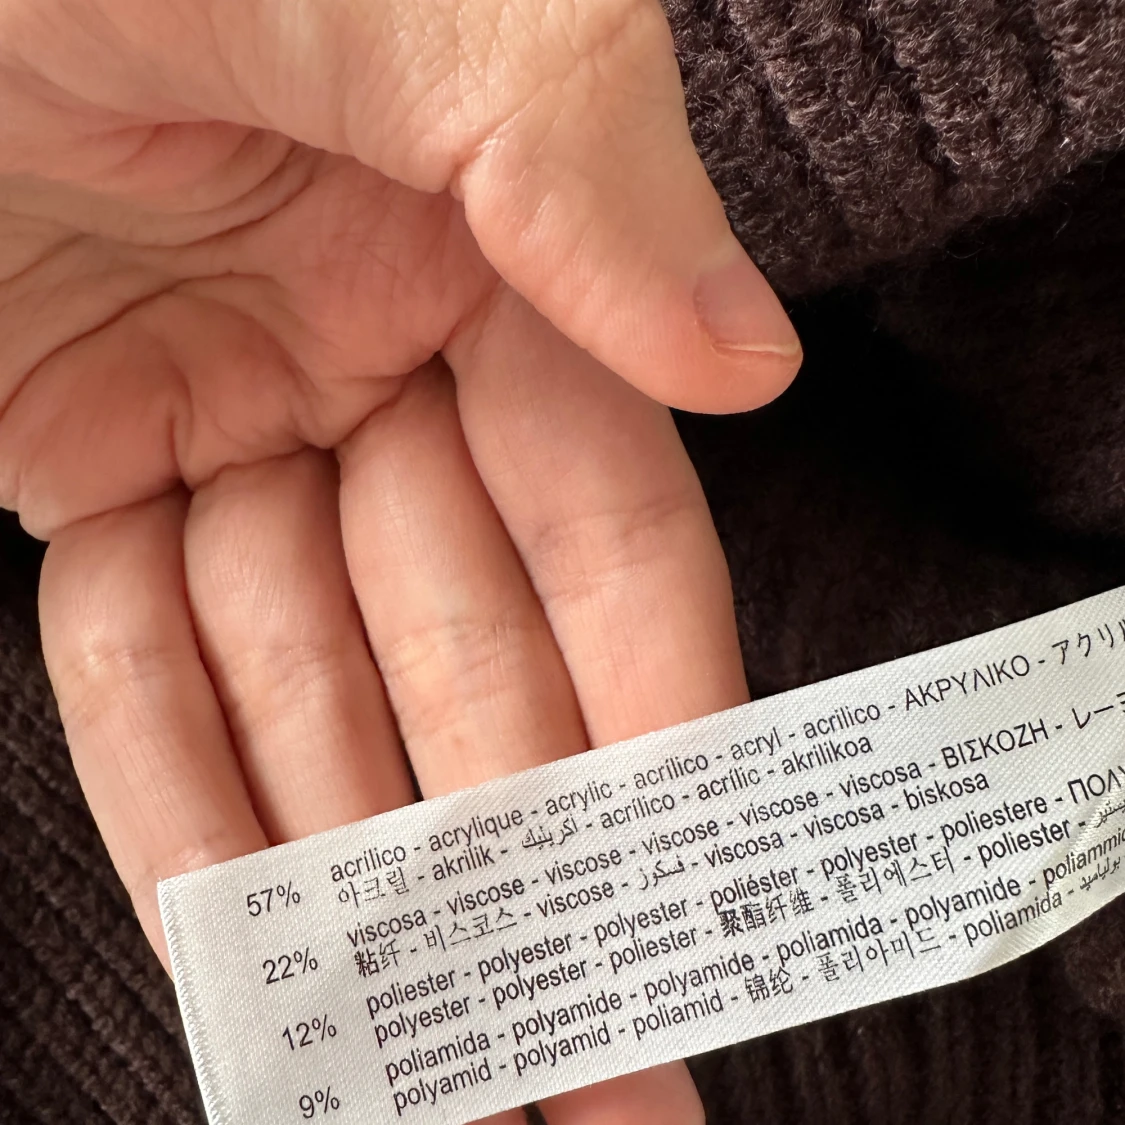 57% acrilico - acrylique - acrylic - acrílico - acryl - acrilico - ΑΚΡΥΛΙΚΟ - アクリル
아크릴 - akrilik - اكريليك - acrílico - acrílic - akrilikoa
22% viscosa - viscose - viscose - viscose - viscose - viscosa - ΒΙΣΚΟΖΗ - レーヨ
粘纤 - 비스코스 - viscose - فسكوز - viscosa - viscosa - biskosa
12% poliester - polyester - polyester - poliéster - polyester - poliestere - ΠΟΛΥ
polyester - polyester - poliester - 聚酯纤维 - 폴리에스터 - poliester -
9% poliamida - polyamide - polyamide - poliamida - polyamide - poliammid
polyamid - polyamid - poliamid - 锦纶 - 폴리아미드 - poliamida -